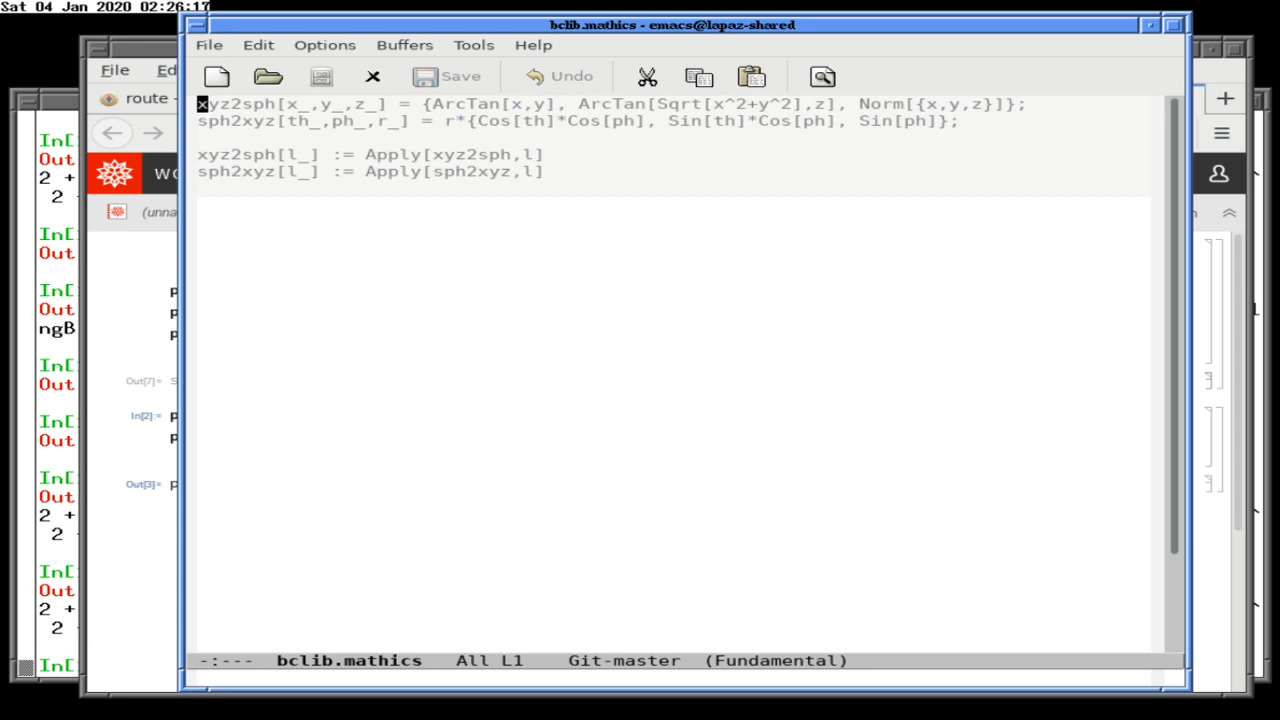 Sat 04 Jan 2020 02:26:17
bclib.mathics - emacs@lapaz-shared
File Edit Options Buffers Tools Help
Save Undo
xyz2sph[x_,y_,z_] = {ArcTan[x,y], ArcTan[Sqrt[x^2+y^2],z], Norm[{x,y,z}]};
sph2xyz[th_,ph_,r_] = r*{Cos[th]*Cos[ph], Sin[th]*Cos[ph], Sin[ph]};
xyz2sph[l_] := Apply[xyz2sph,l]
sph2xyz[l_] := Apply[sph2xyz,l]
-:--- bclib.mathics All L1 Git-master (Fundamental)
File Ed
route -
WO
(unna
p
p
p
Out[7]= S
In[2]:= p
p
Out[3]= p
In[
Out
2 +
2
In[
Out
In[
Out
ngB
In[
Out
In[
Out
In[
Out
2 +
2
In[
Out
2 +
2
In[